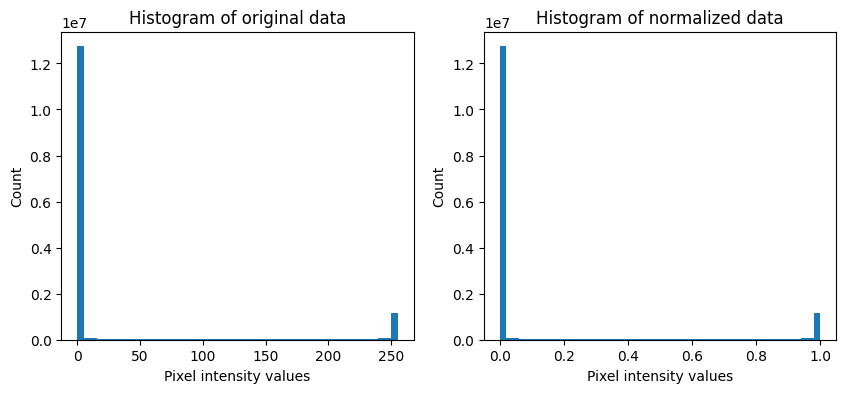 Histogram of original data
1e7
1.2
1.0
0.8
0.6
0.4
0.2
0.0
Count
0 50 100 150 200 250
Pixel intensity values
Histogram of normalized data
1e7
1.2
1.0
0.8
0.6
0.4
0.2
0.0
Count
0.0 0.2 0.4 0.6 0.8 1.0
Pixel intensity values